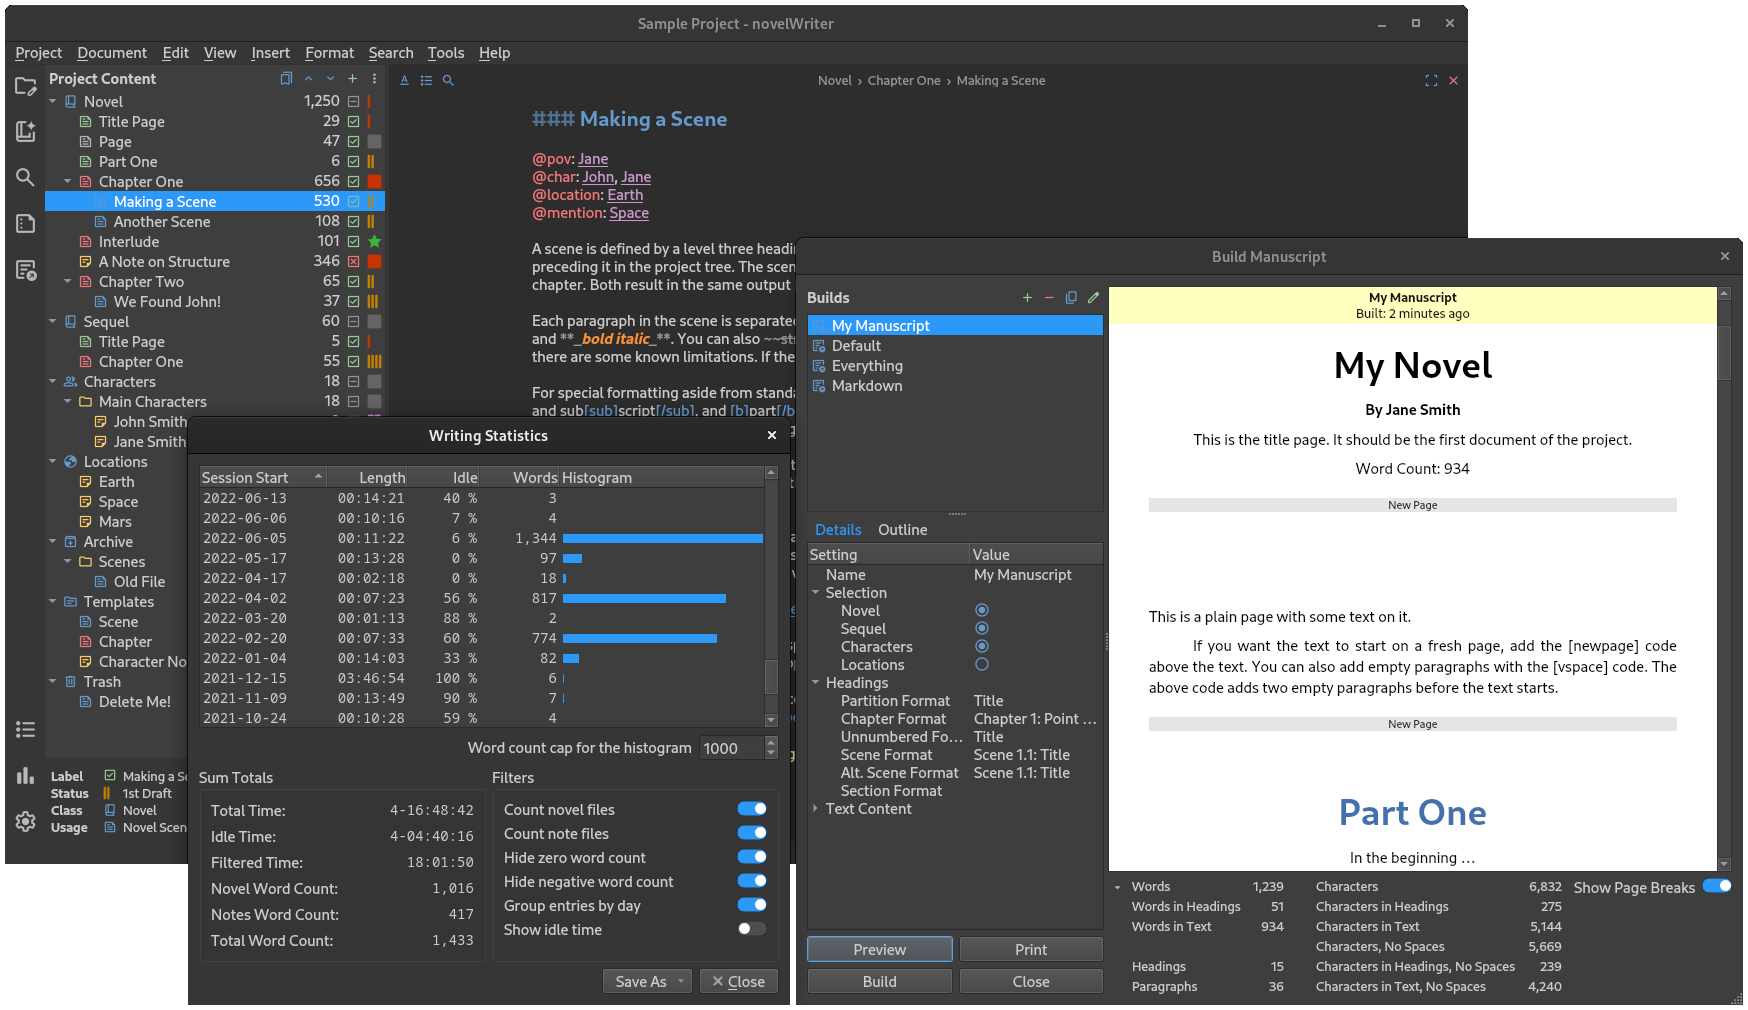 Sample Project - novelWriter
Project Document Edit View Insert Format Search Tools Help
Project Content
Novel 1,250
Title Page 29
Page 47
Part One 6
Chapter One 656
Making a Scene 530
Another Scene 108
Interlude 101
A Note on Structure 346
Chapter Two 65
We Found John! 37
Sequel 60
Title Page 5
Chapter One 55
Characters 18
Main Characters 18
John Smith
Jane Smith
Locations
Earth
Space
Mars
Archive
Scenes
Old File
Templates
Scene
Chapter
Character No
Trash
Delete Me!
Label Making a Sc
Status 1st Draft
Class Novel
Usage Novel Scen
Novel › Chapter One › Making a Scene
### Making a Scene
@pov: Jane
@char: John, Jane
@location: Earth
@mention: Space
A scene is defined by a level three headin
preceding it in the project tree. The scen
chapter. Both result in the same output
Each paragraph in the scene is separated
and **_bold italic_**. You can also ~~st
there are some known limitations. If the
For special formatting aside from standa
and sub[sub]script[/sub], and [b]part[/b
Writing Statistics
Session Start Length Idle Words Histogram
2022-06-13 00:14:21 40 % 3
2022-06-06 00:10:16 7 % 4
2022-06-05 00:11:22 6 % 1,344
2022-05-17 00:13:28 0 % 97
2022-04-17 00:02:18 0 % 18
2022-04-02 00:07:23 56 % 817
2022-03-20 00:01:13 88 % 2
2022-02-20 00:07:33 60 % 774
2022-01-04 00:14:03 33 % 82
2021-12-15 03:46:54 100 % 6
2021-11-09 00:13:49 90 % 7
2021-10-24 00:10:28 59 % 4
Word count cap for the histogram 1000
Sum Totals
Total Time: 4-16:48:42
Idle Time: 4-04:40:16
Filtered Time: 18:01:50
Novel Word Count: 1,016
Notes Word Count: 417
Total Word Count: 1,433
Filters
Count novel files
Count note files
Hide zero word count
Hide negative word count
Group entries by day
Show idle time
Save As
Close
Build Manuscript
Builds
My Manuscript
Default
Everything
Markdown
Details Outline
Setting Value
Name My Manuscript
Selection
Novel
Sequel
Characters
Locations
Headings
Partition Format Title
Chapter Format Chapter 1: Point ...
Unnumbered Fo... Title
Scene Format Scene 1.1: Title
Alt. Scene Format Scene 1.1: Title
Section Format
Text Content
Preview Print
Build Close
My Manuscript
Built: 2 minutes ago
My Novel
By Jane Smith
This is the title page. It should be the first document of the project.
Word Count: 934
New Page
This is a plain page with some text on it.
If you want the text to start on a fresh page, add the [newpage] code
above the text. You can also add empty paragraphs with the [vspace] code. The
above code adds two empty paragraphs before the text starts.
New Page
Part One
In the beginning ...
Words 1,239 Characters 6,832
Words in Headings 51 Characters in Headings 275
Words in Text 934 Characters in Text 5,144
Characters, No Spaces 5,669
Headings 15 Characters in Headings, No Spaces 239
Paragraphs 36 Characters in Text, No Spaces 4,240
Show Page Breaks